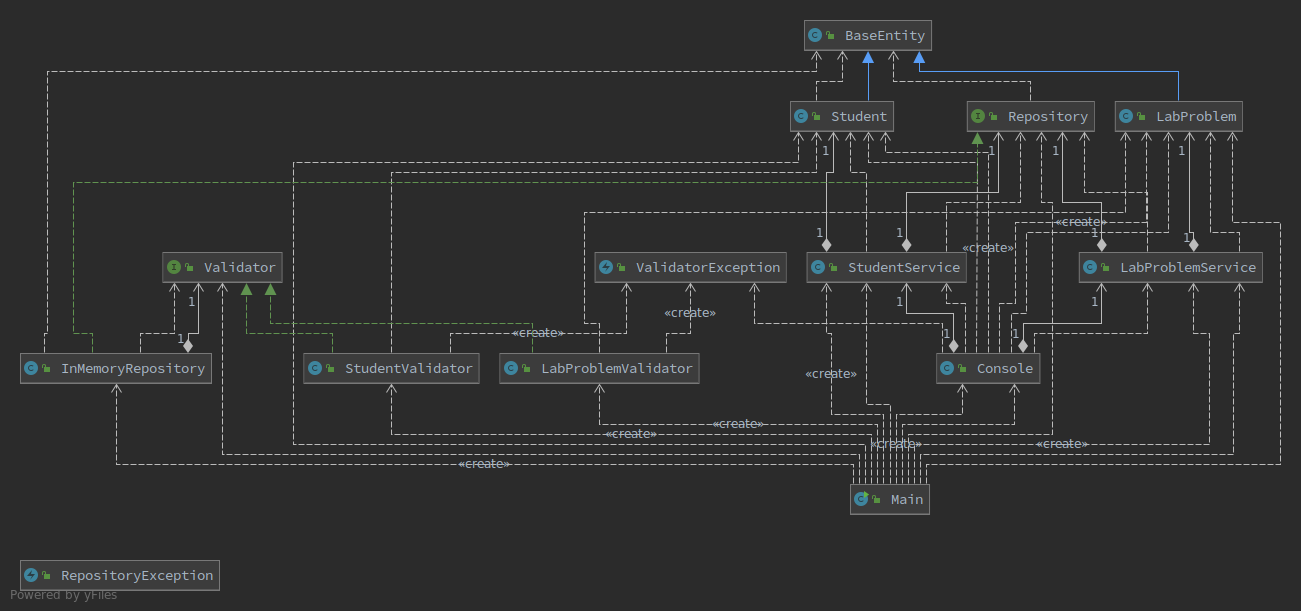 BaseEntity
Student
Repository
LabProblem
1
1
1
1
«create»
1
1
1
1
«create»
Validator
ValidatorException
StudentService
LabProblemService
1
1
1
«create»
«create»
1
1
1
InMemoryRepository
StudentValidator
LabProblemValidator
Console
«create»
«create»
«create»
«create»
«create»
«create»
Main
RepositoryException
Powered by yFiles